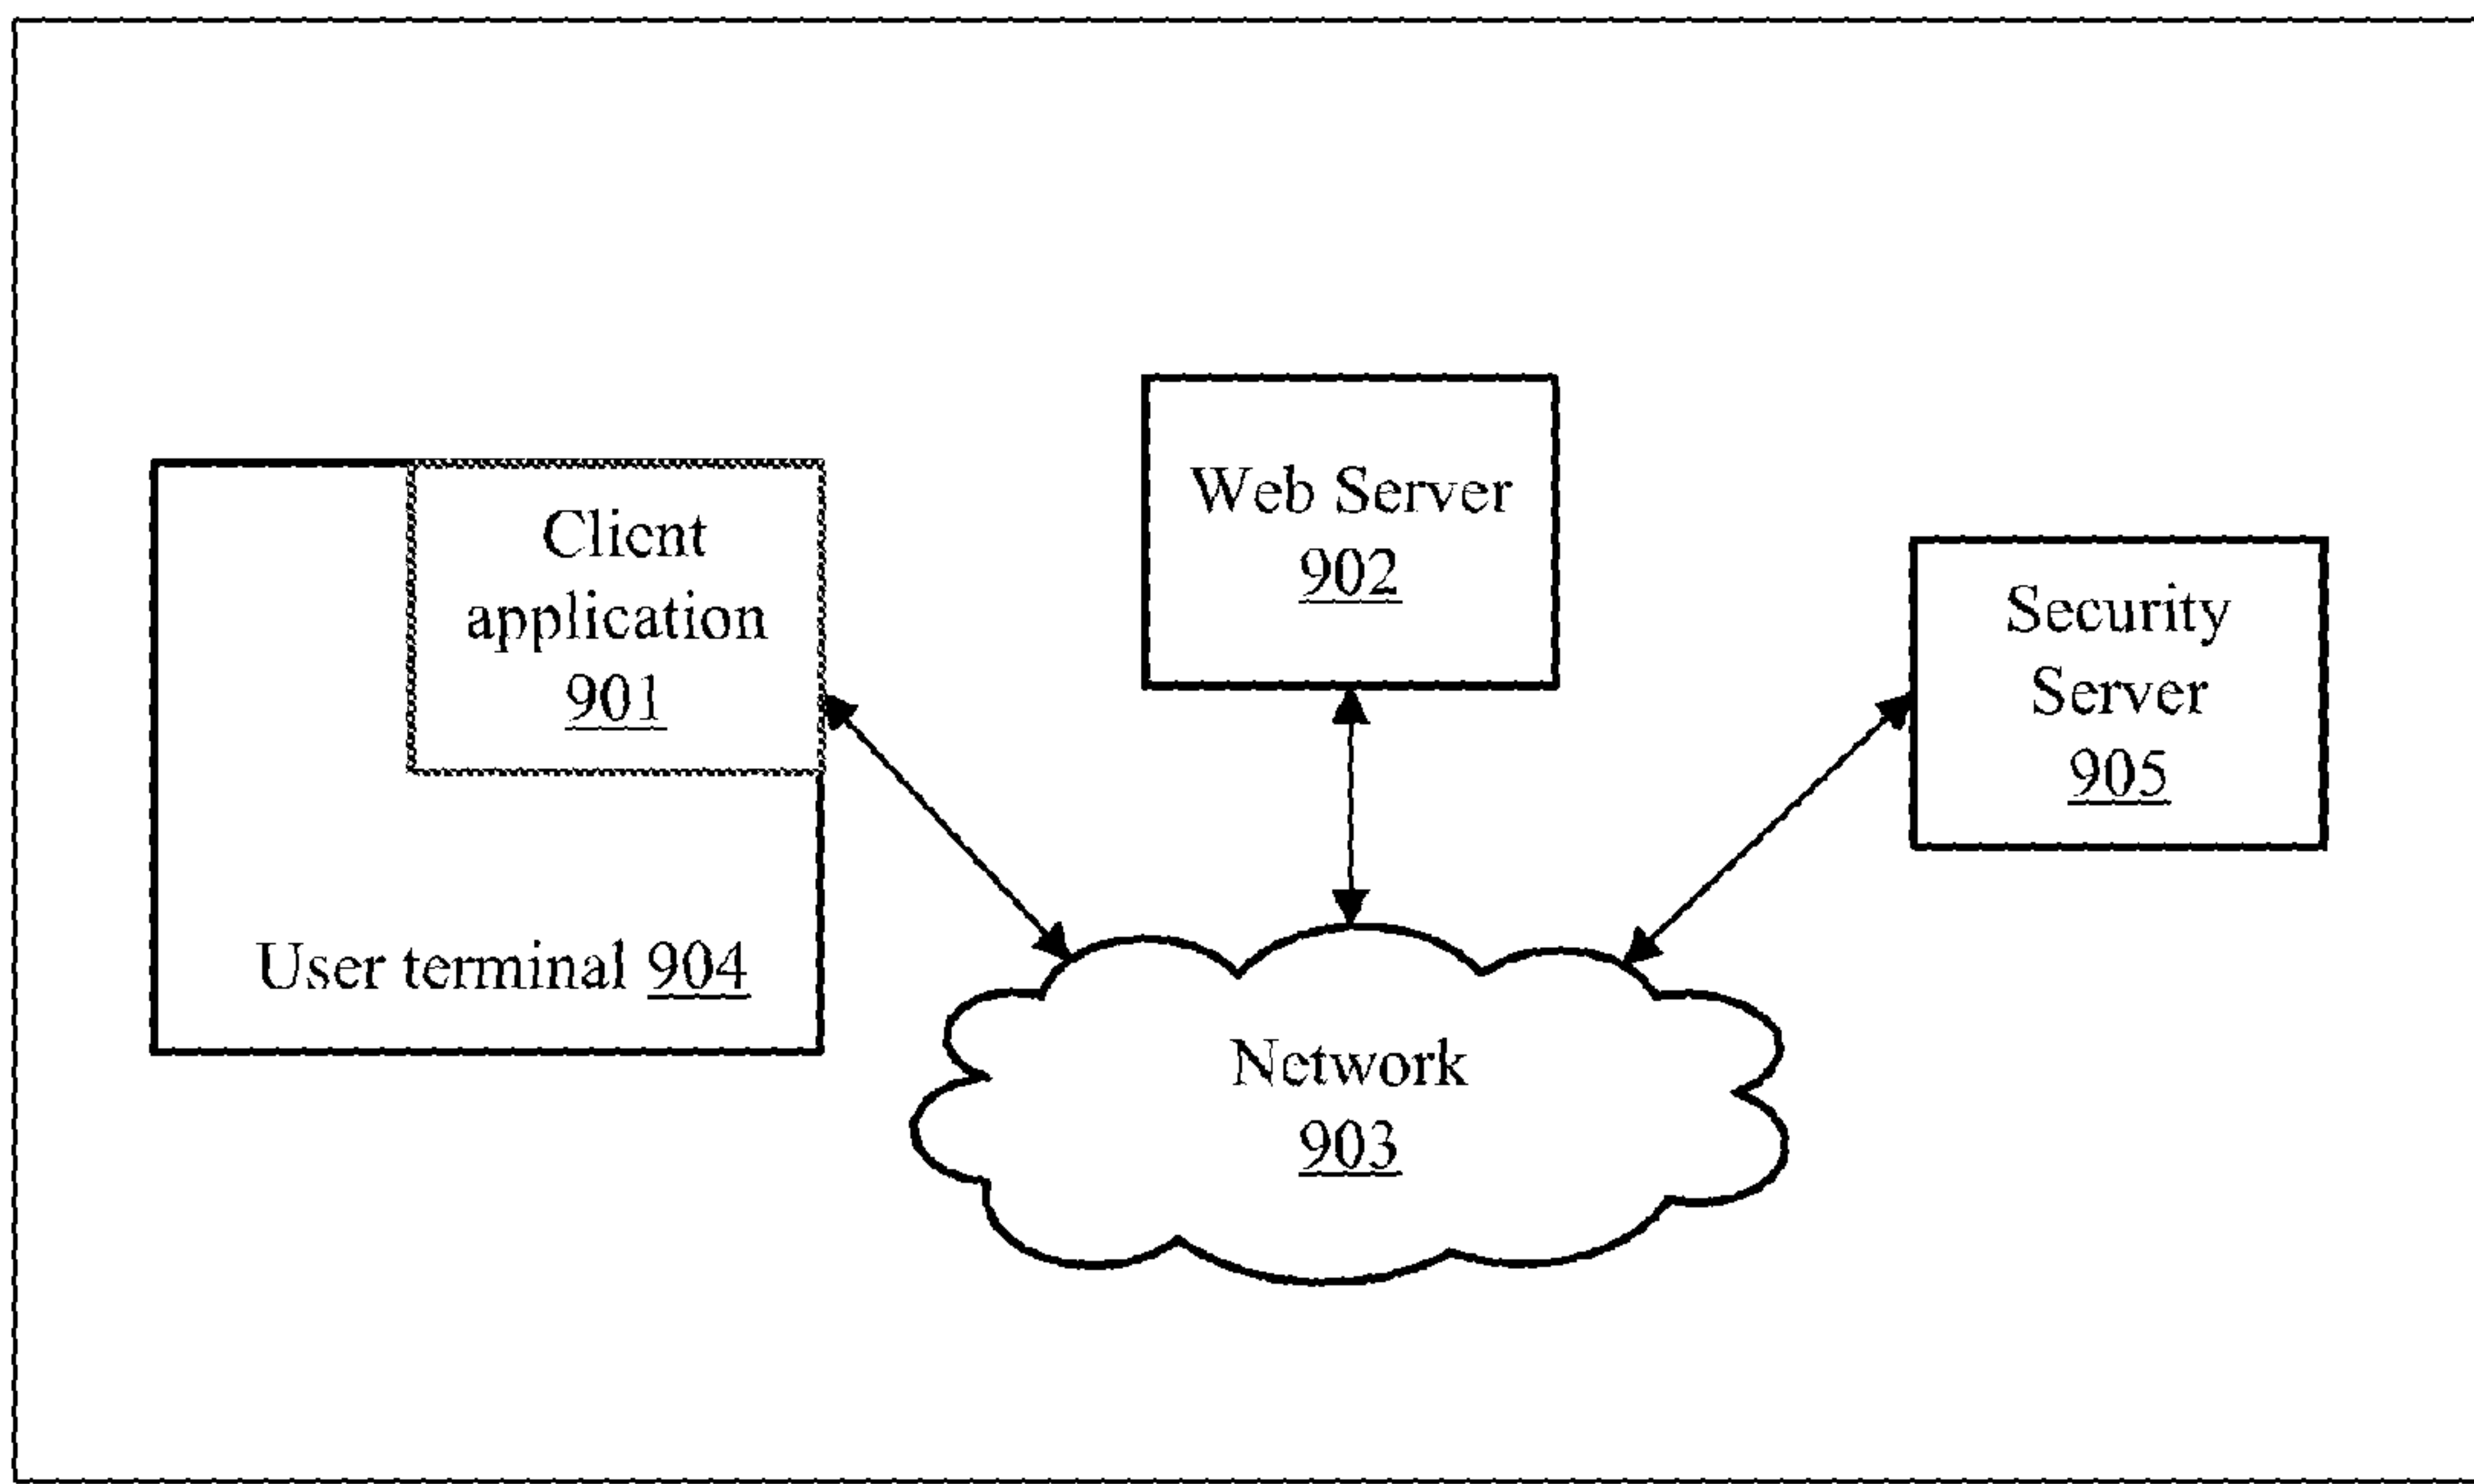 Client
application
901
User terminal 904
Web Server
902
Security
Server
905
Network
903